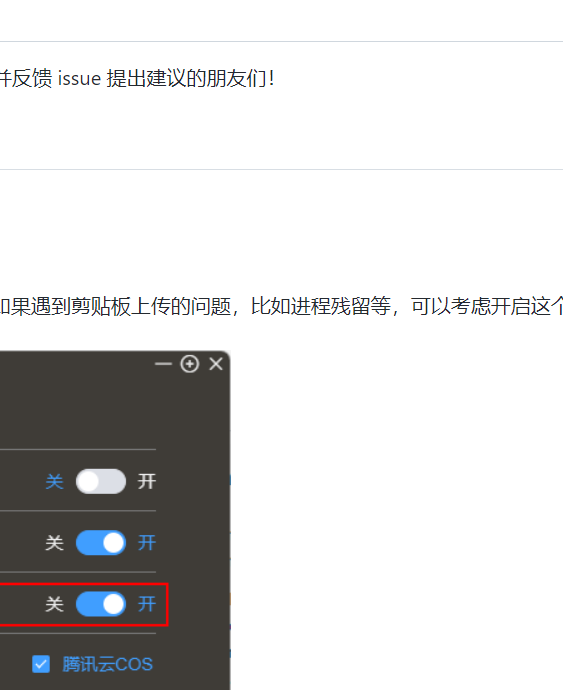 并反馈 issue 提出建议的朋友们！
如果遇到剪贴板上传的问题，比如进程残留等，可以考虑开启这个
关 开
关 开
关 开
腾讯云COS